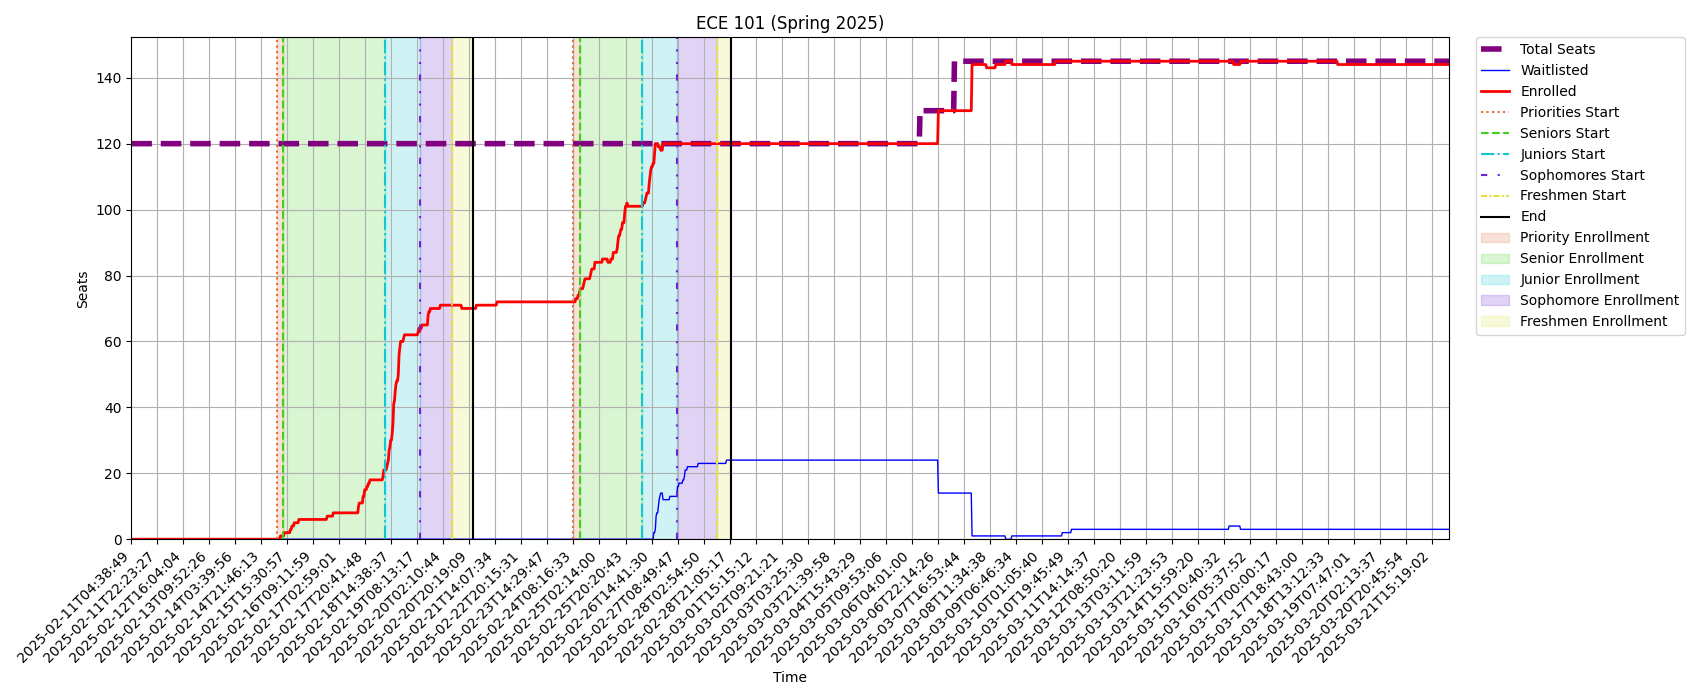 ECE 101 (Spring 2025)
Total Seats
Waitlisted
Enrolled
Priorities Start
Seniors Start
Juniors Start
Sophomores Start
Freshmen Start
End
Priority Enrollment
Senior Enrollment
Junior Enrollment
Sophomore Enrollment
Freshmen Enrollment
Seats
140
120
100
80
60
40
20
0
2025-02-11T04:38:49
2025-02-11T22:23:27
2025-02-12T16:04:04
2025-02-13T09:52:26
2025-02-14T03:39:56
2025-02-14T21:46:13
2025-02-15T15:30:57
2025-02-16T09:11:59
2025-02-17T02:59:01
2025-02-17T20:41:48
2025-02-18T14:38:37
2025-02-19T08:13:17
2025-02-20T02:10:44
2025-02-20T20:19:09
2025-02-21T14:07:34
2025-02-22T20:15:31
2025-02-23T14:29:47
2025-02-24T08:16:33
2025-02-25T02:14:00
2025-02-25T20:20:43
2025-02-26T14:41:30
2025-02-27T08:49:47
2025-02-28T02:54:50
2025-02-28T21:05:17
2025-03-01T15:15:12
2025-03-02T09:21:21
2025-03-03T03:25:30
2025-03-03T21:39:58
2025-03-04T15:43:29
2025-03-05T09:53:06
2025-03-06T04:01:00
2025-03-06T22:14:26
2025-03-07T16:53:44
2025-03-08T11:34:38
2025-03-09T06:46:34
2025-03-10T01:05:40
2025-03-10T19:45:49
2025-03-11T14:14:37
2025-03-12T08:50:20
2025-03-13T03:11:59
2025-03-13T21:23:53
2025-03-14T15:59:20
2025-03-15T10:40:32
2025-03-16T05:37:52
2025-03-17T00:00:17
2025-03-17T18:43:00
2025-03-18T13:12:33
2025-03-19T07:47:01
2025-03-20T02:13:37
2025-03-20T20:45:54
2025-03-21T15:19:02
Time